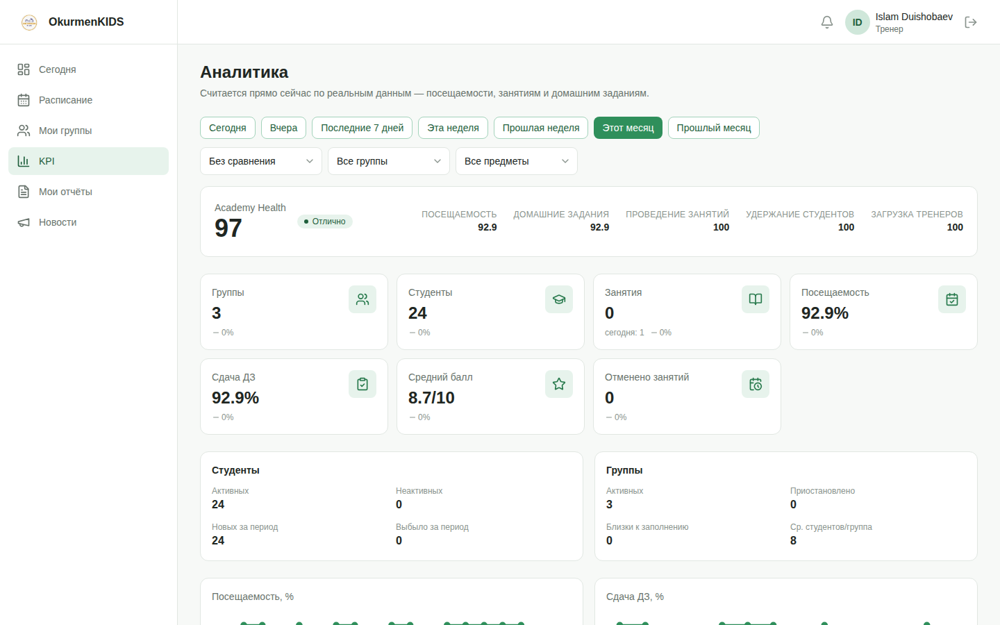 OkurmenKIDS
ID
Islam Duishobaev
Тренер
Сегодня
Расписание
Мои группы
KPI
Мои отчёты
Новости
Аналитика
Считается прямо сейчас по реальным данным — посещаемости, занятиям и домашним заданиям.
Сегодня Вчера Последние 7 дней Эта неделя Прошлая неделя Этот месяц Прошлый месяц
Без сравнения Все группы Все предметы
Academy Health
97
Отлично
ПОСЕЩАЕМОСТЬ ДОМАШНИЕ ЗАДАНИЯ ПРОВЕДЕНИЕ ЗАНЯТИЙ УДЕРЖАНИЕ СТУДЕНТОВ ЗАГРУЗКА ТРЕНЕРОВ
92.9 92.9 100 100 100
Группы
3
0%
Студенты
24
0%
Занятия
0
сегодня: 1 0%
Посещаемость
92.9%
0%
Сдача ДЗ
92.9%
0%
Средний балл
8.7/10
0%
Отменено занятий
0
0%
Студенты
Активных Неактивных
24 0
Новых за период Выбыло за период
24 0
Группы
Активных Приостановлено
3 0
Близки к заполнению Ср. студентов/группа
0 8
Посещаемость, %
Сдача ДЗ, %